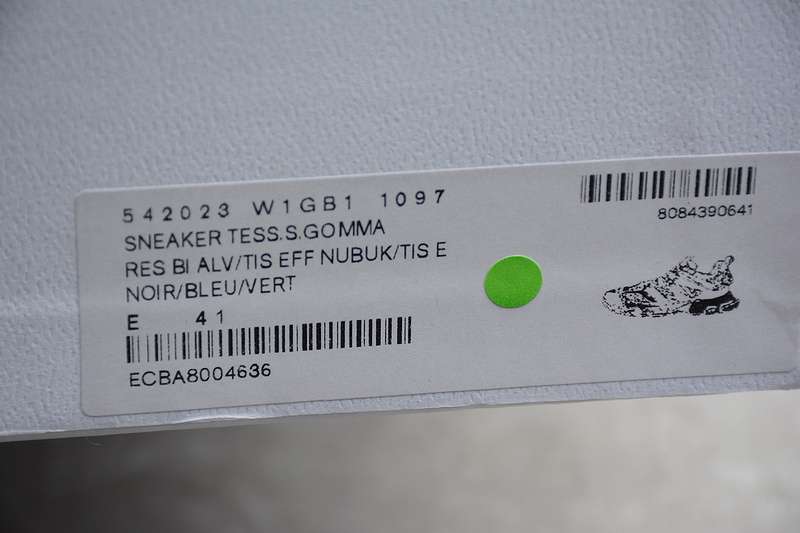 542023 W1GB1 1097
SNEAKER TESS.S.GOMMA
RES BI ALV/TIS EFF NUBUK/TIS E
NOIR/BLEU/VERT
E 41
ECBA8004636
8084390641